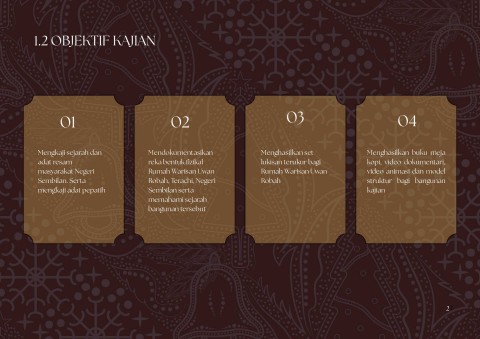 1.2 OBJEKTIF KAJIAN
01
Mengkaji sejarah dan
adat resam
masyarakat Negeri
Sembilan. Serta
mengkaji adat pepatih
02
Mendokumentasikan
reka bentuk fizikal
Rumah Warisan Uwan
Robah, Terachi, Negeri
Sembilan serta
memahami sejarah
bangunan tersebut
03
Menghasilkan set
lukisan terukur bagi
Rumah Warisan Uwan
Robah
04
Menghasilkan buku meja
kopi, video dokumentari,
video animasi dan model
struktur bagi bangunan
kajian
2